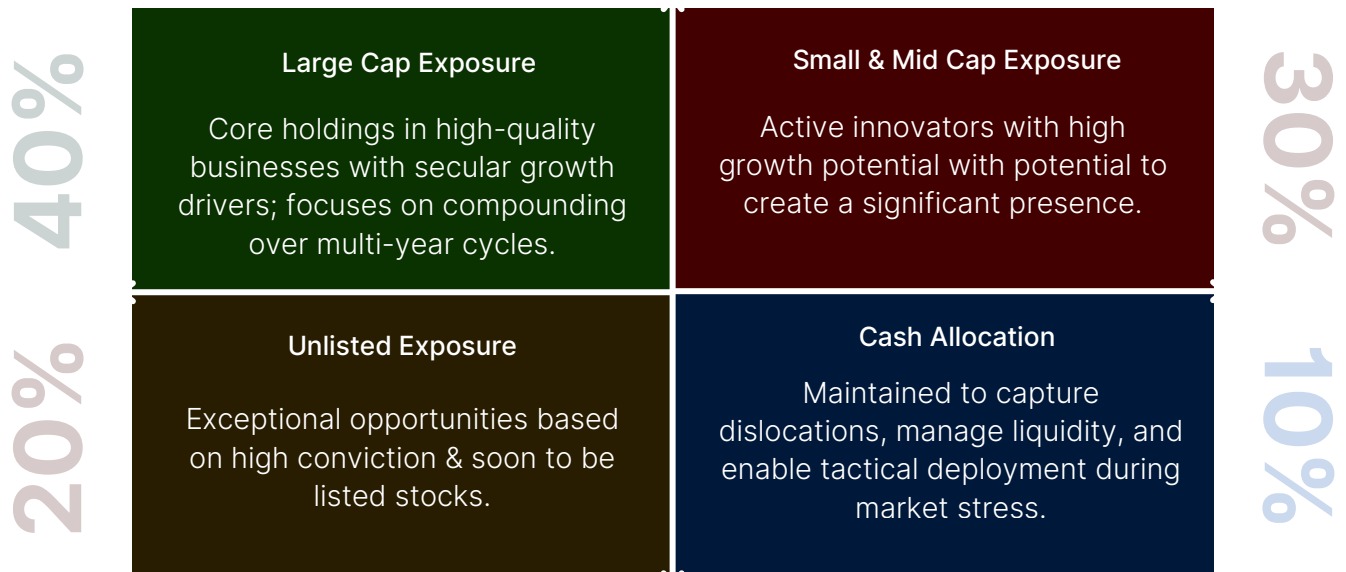 40%
Large Cap Exposure
Core holdings in high-quality
businesses with secular growth
drivers; focuses on compounding
over multi-year cycles.
Small & Mid Cap Exposure
Active innovators with high
growth potential with potential to
create a significant presence.
30%
20%
Unlisted Exposure
Exceptional opportunities based
on high conviction & soon to be
listed stocks.
Cash Allocation
Maintained to capture
dislocations, manage liquidity, and
enable tactical deployment during
market stress.
10%